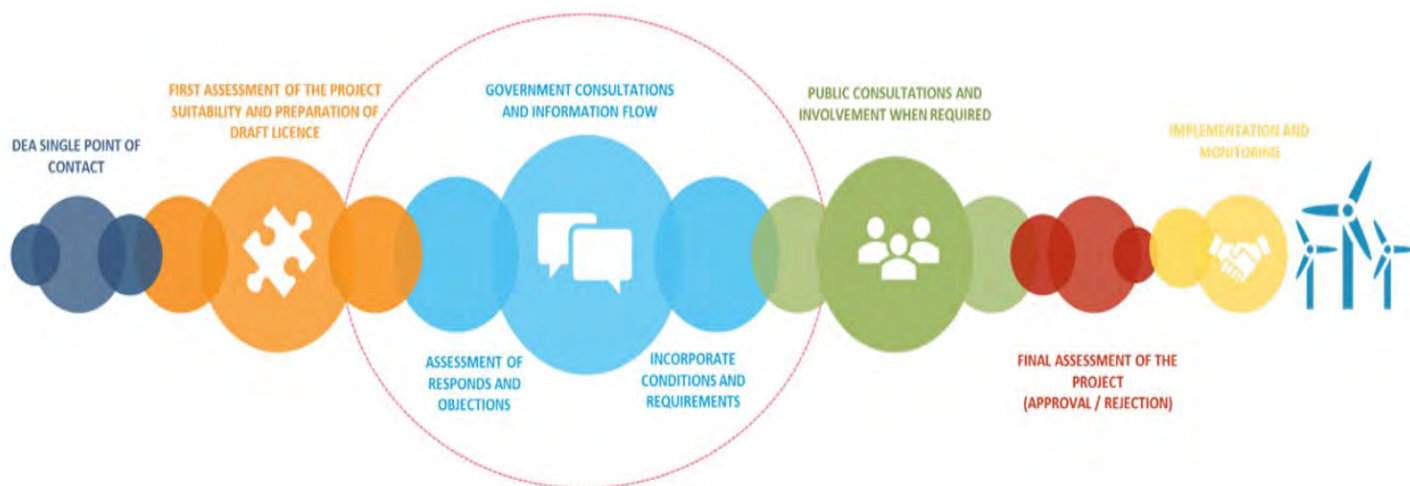 DEA SINGLE POINT OF
CONTACT
FIRST ASSESSMENT OF THE PROJECT
SUITABILITY AND PREPARATION OF
DRAFT LICENCE
GOVERNMENT CONSULTATIONS
AND INFORMATION FLOW
ASSESSMENT OF
RESPONDS AND
OBJECTIONS
INCORPORATE
CONDITIONS AND
REQUIREMENTS
PUBLIC CONSULTATIONS AND
INVOLVEMENT WHEN REQUIRED
FINAL ASSESSMENT OF THE
PROJECT
(APPROVAL / REJECTION)
IMPLEMENTATION AND
MONITORING